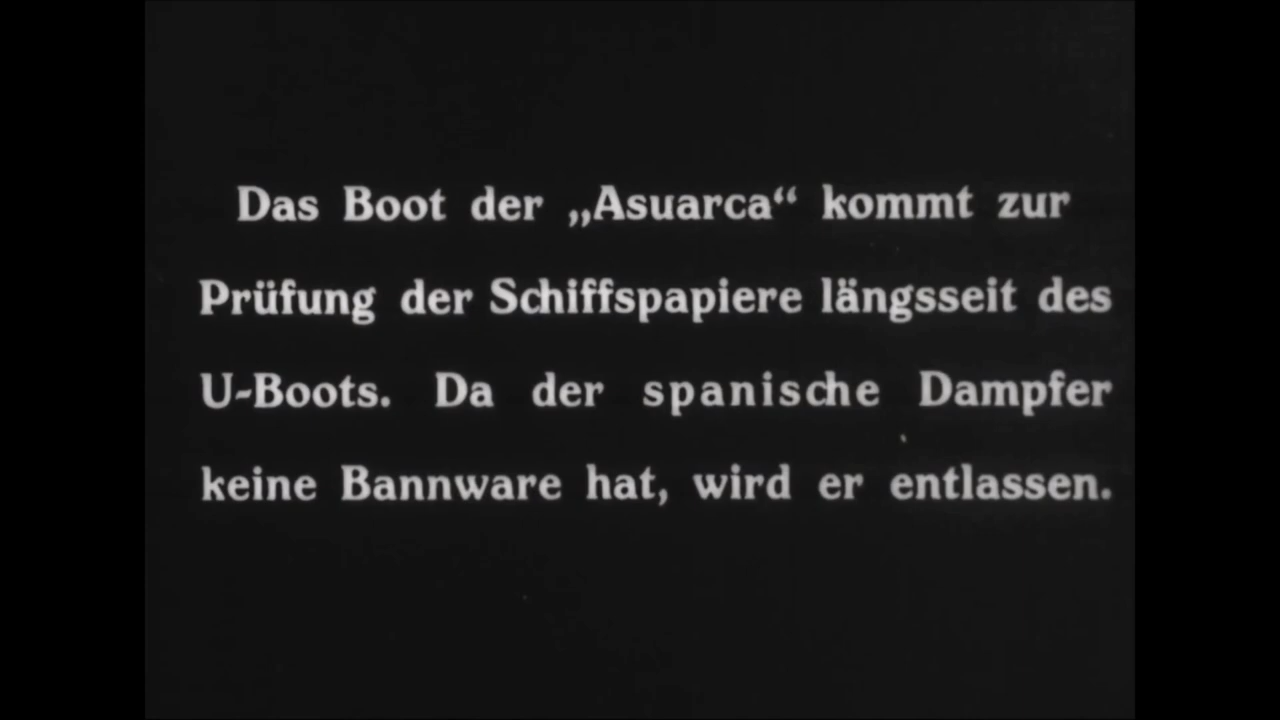 Das Boot der „Asuarca“ kommt zur
Prüfung der Schiffspapiere längsseit des
U-Boots. Da der spanische Dampfer
keine Bannware hat, wird er entlassen.